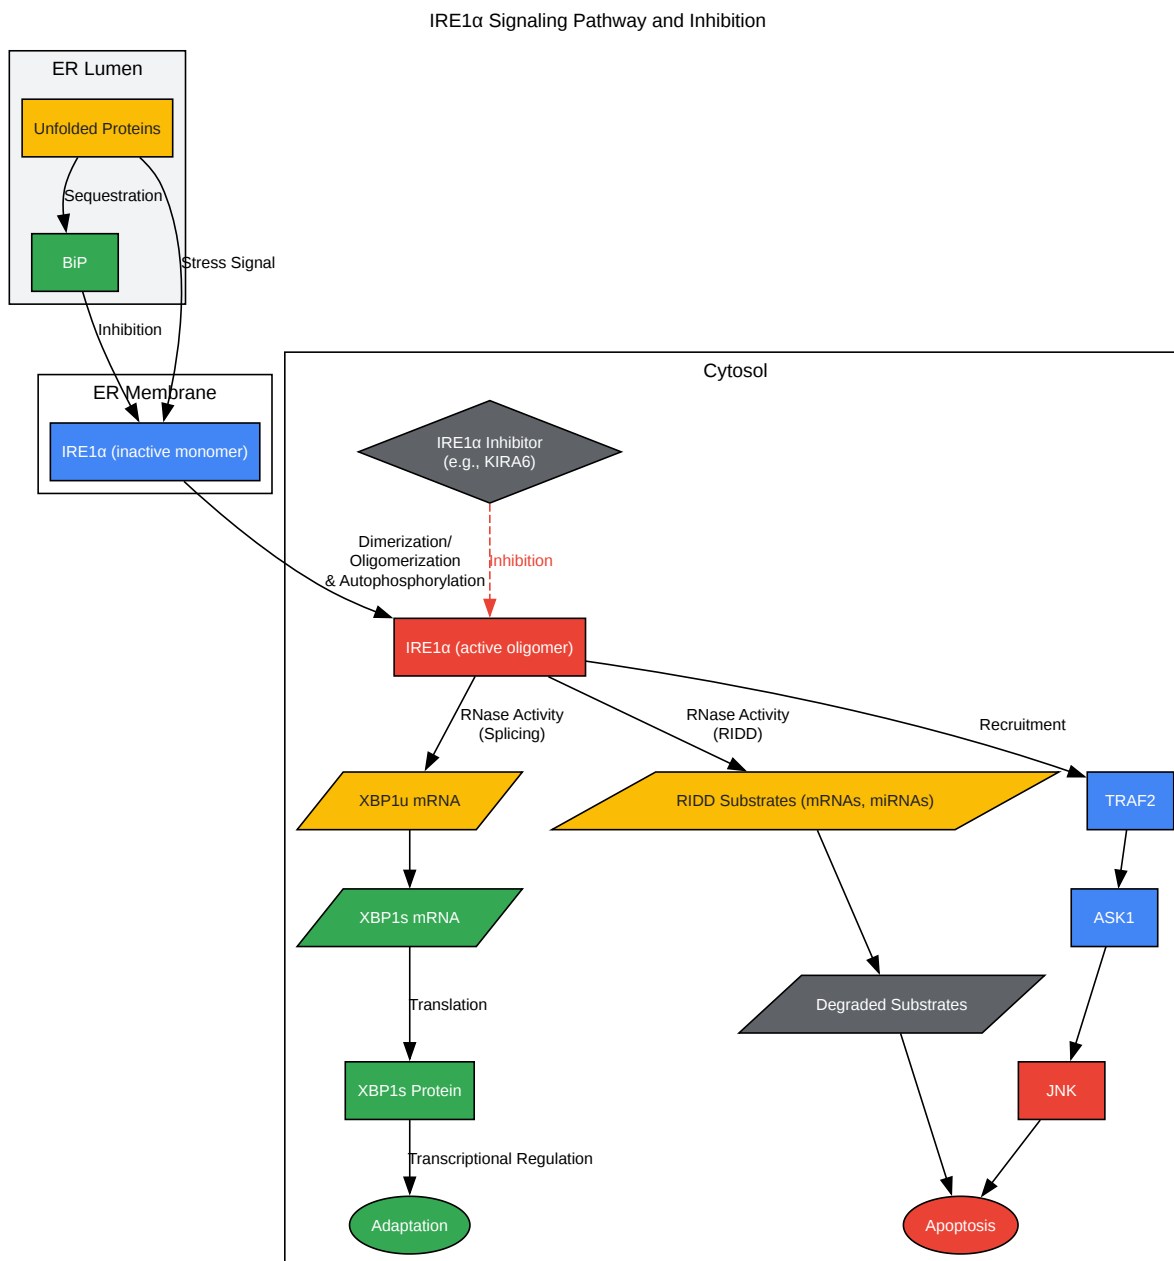 IRE1α Signaling Pathway and Inhibition
ER Lumen
Unfolded Proteins
Sequestration
BiP
Stress Signal
Inhibition
ER Membrane
IRE1α (inactive monomer)
Cytosol
IRE1α Inhibitor
(e.g., KIRA6)
Dimerization/
Oligomerization
& Autophosphorylation
Inhibition
IRE1α (active oligomer)
RNase Activity
(Splicing)
RNase Activity
(RIDD)
Recruitment
XBP1u mRNA
RIDD Substrates (mRNAs, miRNAs)
TRAF2
XBP1s mRNA
ASK1
Translation
Degraded Substrates
XBP1s Protein
JNK
Transcriptional Regulation
Adaptation
Apoptosis